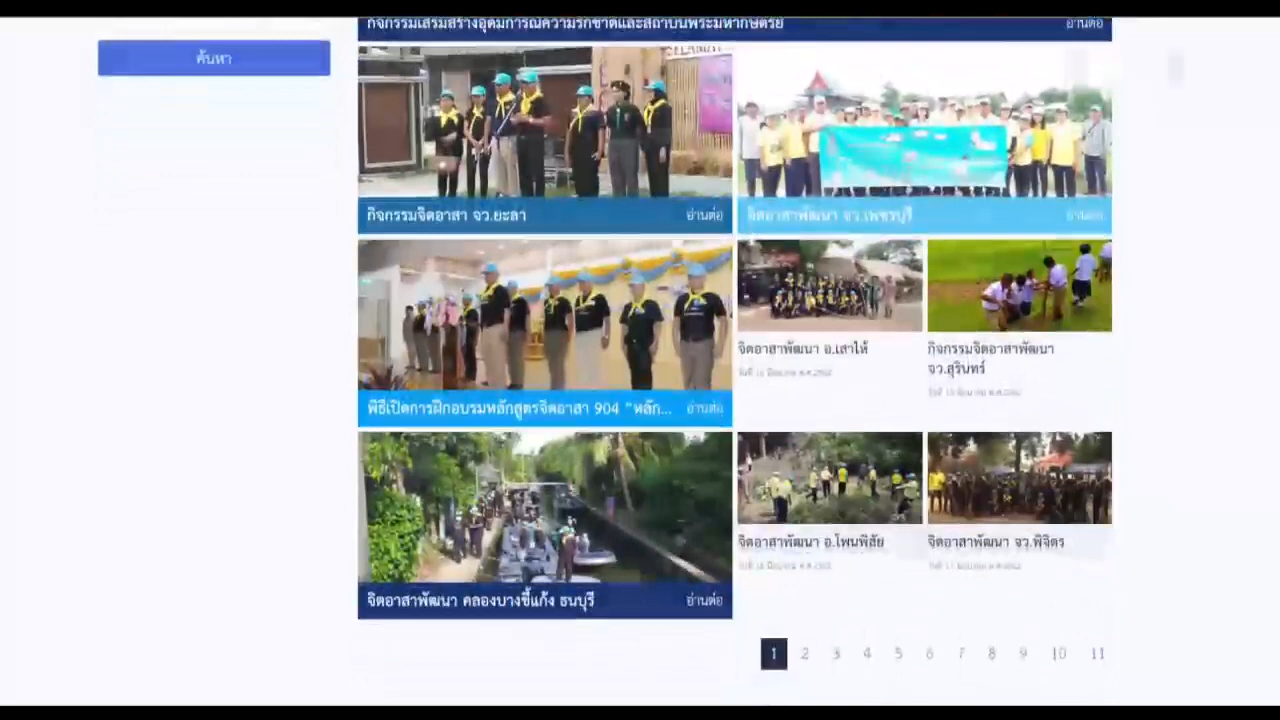 กิจกรรมเสริมสร้างอุดมการณ์ความรักชาติและสถาบันพระมหากษัตริย์ อ่านต่อ
ค้นหา
กิจกรรมจิตอาสา จว.ยะลา อ่านต่อ
จิตอาสาพัฒนา จว.เพชรบุรี อ่านต่อ
พิธีเปิดการฝึกอบรมหลักสูตรจิตอาสา 904 "หลัก... อ่านต่อ
จิตอาสาพัฒนา อ.เสาไห้
กิจกรรมจิตอาสาพัฒนา
จว.สุรินทร์
จิตอาสาพัฒนา คลองบางขี้แก้ง ธนบุรี อ่านต่อ
จิตอาสาพัฒนา อ.โพนพิสัย
จิตอาสาพัฒนา จว.พิจิตร
1 2 3 4 5 6 7 8 9 10 11